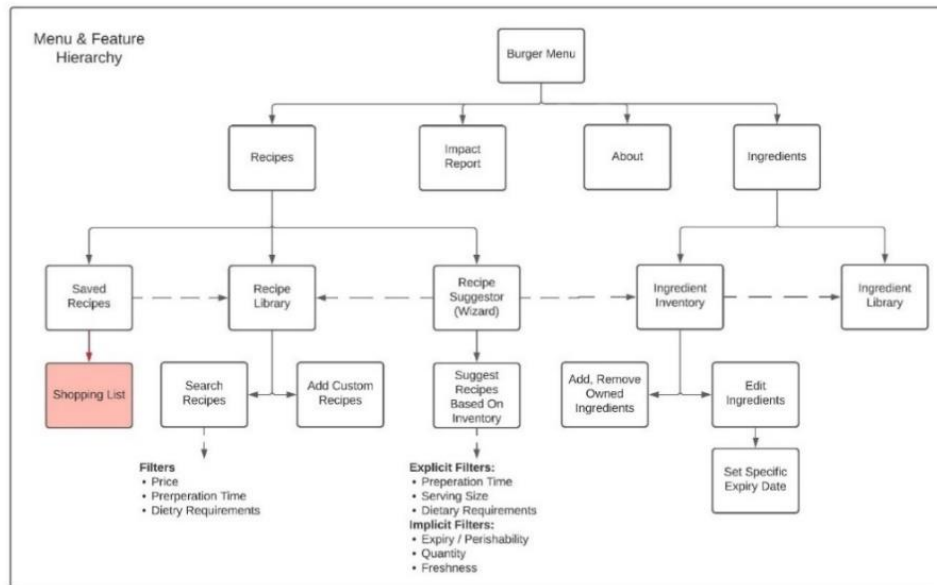 Menu & Feature
Hierarchy
Burger Menu
Recipes
Impact
Report
About
Ingredients
Saved
Recipes
Recipe
Library
Recipe
Suggestor
(Wizard)
Ingredient
Inventory
Ingredient
Library
Shopping List
Search
Recipes
Add Custom
Recipes
Suggest
Recipes
Based On
Inventory
Add, Remove
Owned
Ingredients
Edit
Ingredients
Set Specific
Expiry Date
Filters
• Price
• Prerperation Time
• Dietry Requirements
Explicit Filters:
• Preperation Time
• Serving Size
• Dietary Requirements
Implicit Filters:
• Expiry / Perishability
• Quantity
• Freshness